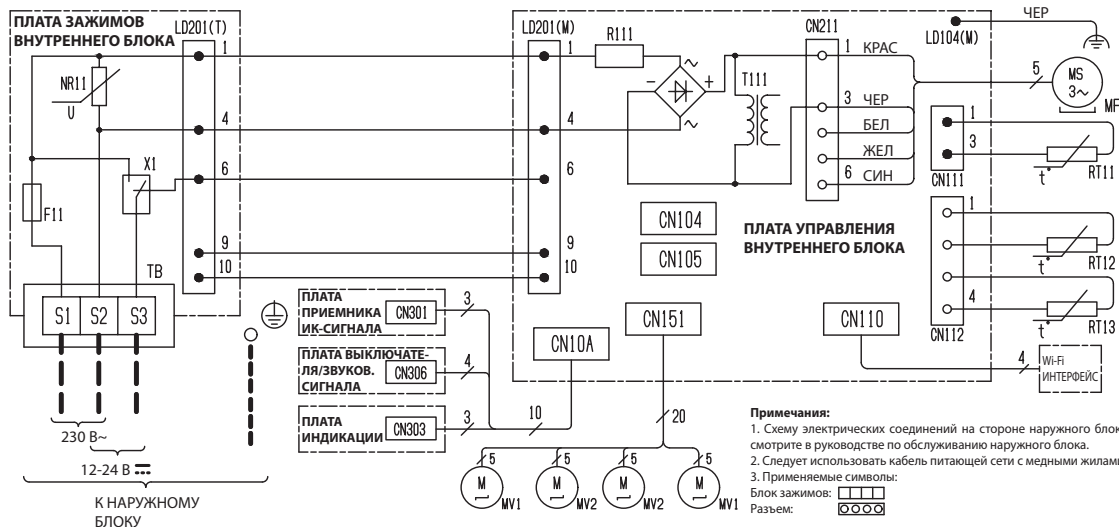 ПЛАТА ЗАЖИМОВ
ВНУТРЕННЕГО БЛОКА
LD201(T)
1
4
6
9
10
NR11
U
X1
F11
TB
S1
S2
S3
230 В~
12-24 В
К НАРУЖНОМУ
БЛОКУ
LD201(M)
1
4
6
9
10
R111
~
~
−
+
T111
CN211
1 КРАС
3 ЧЕР
БЕЛ
ЖЕЛ
6 СИН
LD104(M)
ЧЕР
5
MS
3~
MF
1
3
CN111
t°
RT11
1
4
CN112
t°
RT12
t°
RT13
CN104
CN105
ПЛАТА УПРАВЛЕНИЯ
ВНУТРЕННЕГО БЛОКА
CN151
CN110
CN10A
4
Wi-Fi
ИНТЕРФЕЙС
ПЛАТА
ПРИЕМНИКА
ИК-СИГНАЛА
CN301
3
ПЛАТА ВЫКЛЮЧАТЕ-
ЛЯ/ЗВУКОВ.
СИГНАЛА
CN306
4
ПЛАТА
ИНДИКАЦИИ
CN303
3
10
20
5
M
MV1
5
M
MV2
5
M
MV2
5
M
MV1
Примечания:
1. Схему электрических соединений на стороне наружного блок
смотрите в руководстве по обслуживанию наружного блока.
2. Следует использовать кабель питающей сети с медными жилами
3. Применяемые символы:
Блок зажимов:
Разъем: